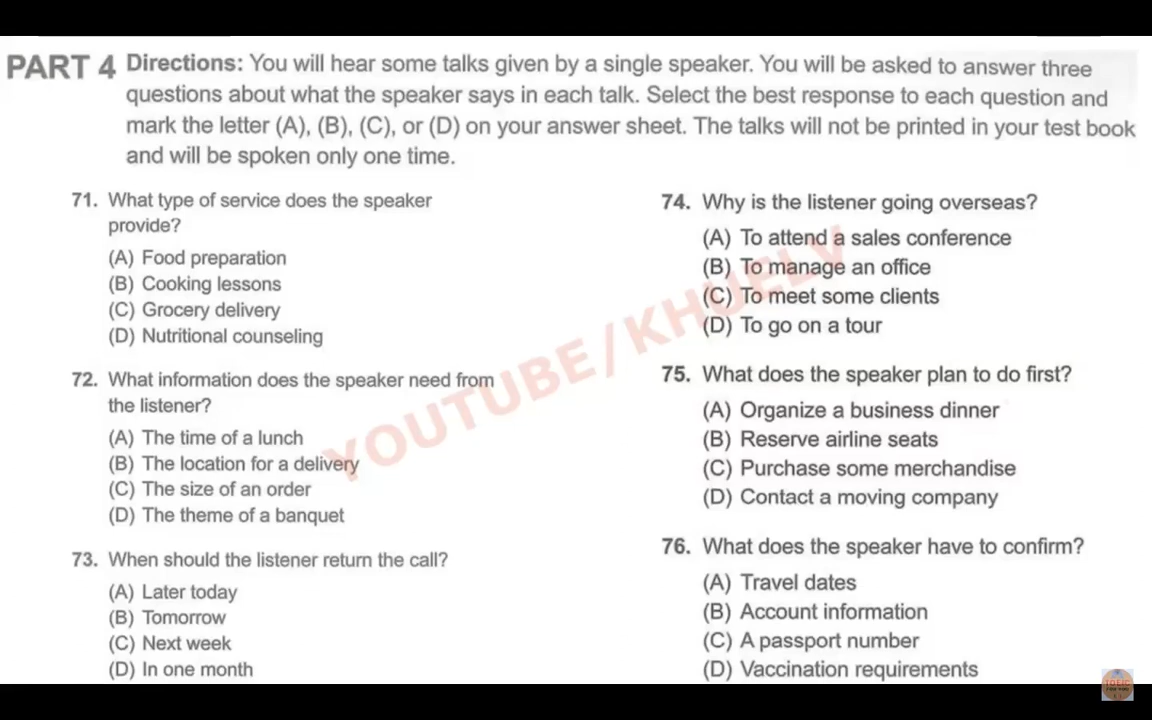 PART 4 Directions: You will hear some talks given by a single speaker. You will be asked to answer three
questions about what the speaker says in each talk. Select the best response to each question and
mark the letter (A), (B), (C), or (D) on your answer sheet. The talks will not be printed in your test book
and will be spoken only one time.
71. What type of service does the speaker
provide?
(A) Food preparation
(B) Cooking lessons
(C) Grocery delivery
(D) Nutritional counseling
72. What information does the speaker need from
the listener?
(A) The time of a lunch
(B) The location for a delivery
(C) The size of an order
(D) The theme of a banquet
73. When should the listener return the call?
(A) Later today
(B) Tomorrow
(C) Next week
(D) In one month
74. Why is the listener going overseas?
(A) To attend a sales conference
(B) To manage an office
(C) To meet some clients
(D) To go on a tour
75. What does the speaker plan to do first?
(A) Organize a business dinner
(B) Reserve airline seats
(C) Purchase some merchandise
(D) Contact a moving company
76. What does the speaker have to confirm?
(A) Travel dates
(B) Account information
(C) A passport number
(D) Vaccination requirements
YOUTUBE/KHUELV
TOEIC
FOR YOU